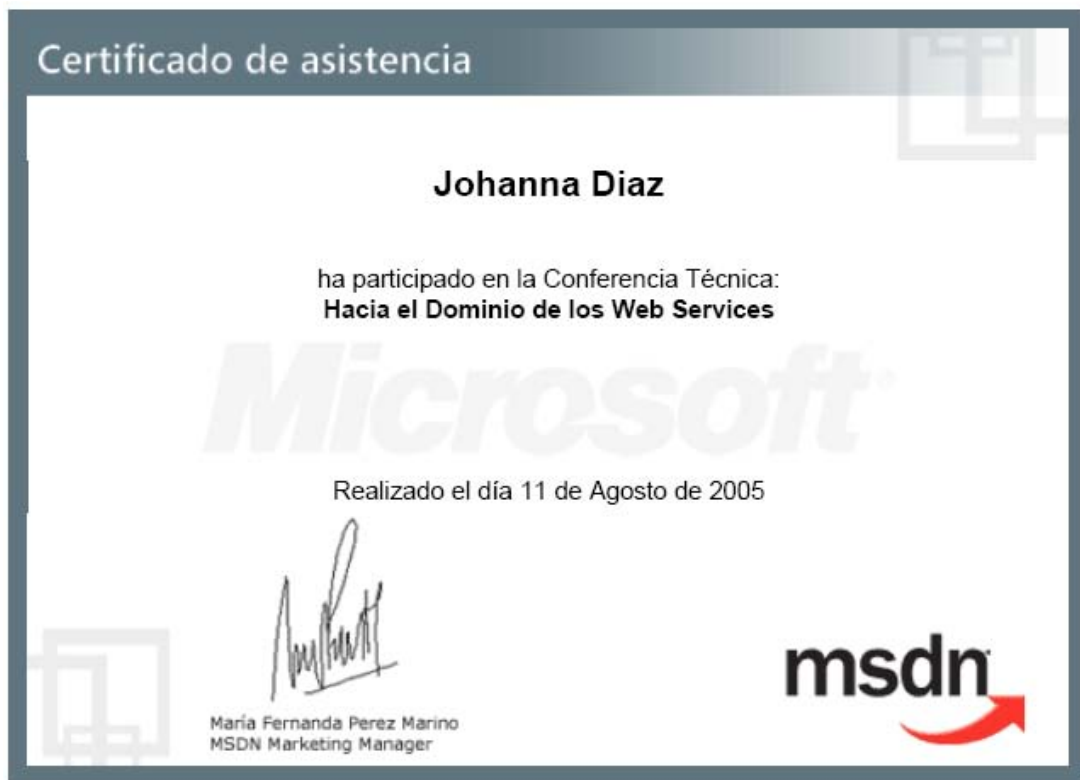 Certificado de asistencia
Johanna Diaz
ha participado en la Conferencia Técnica:
Hacia el Dominio de los Web Services
Microsoft
Realizado el día 11 de Agosto de 2005
María Fernanda Perez Marino
MSDN Marketing Manager
msdn